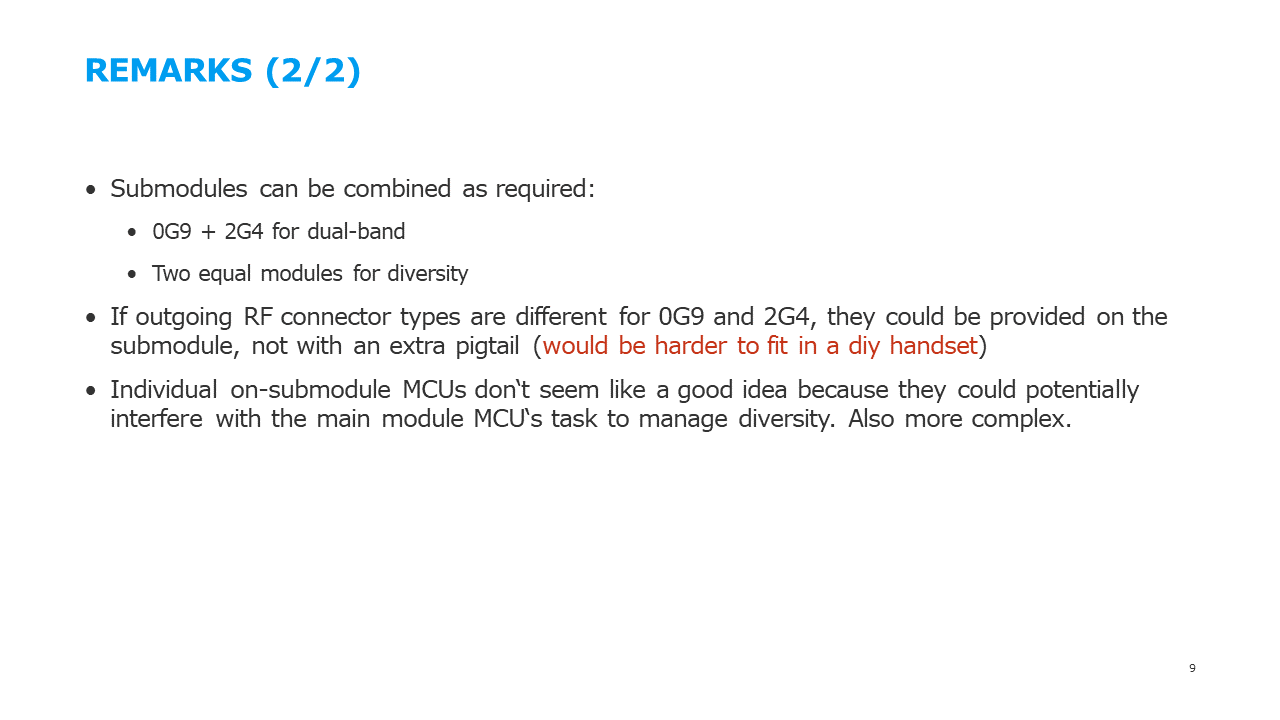 REMARKS (2/2)
• Submodules can be combined as required:
• 0G9 + 2G4 for dual-band
• Two equal modules for diversity
• If outgoing RF connector types are different for 0G9 and 2G4, they could be provided on the
submodule, not with an extra pigtail (would be harder to fit in a diy handset)
• Individual on-submodule MCUs don‘t seem like a good idea because they could potentially
interfere with the main module MCU‘s task to manage diversity. Also more complex.
9